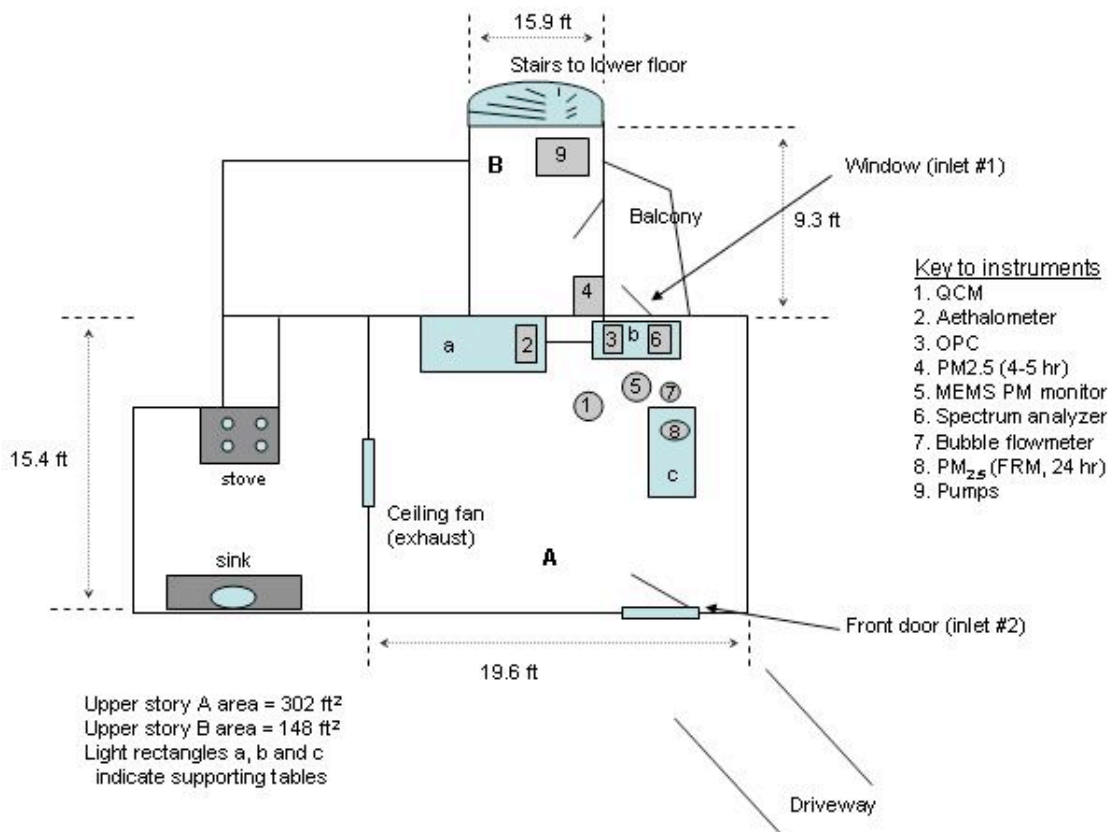 15.9 ft
Stairs to lower floor
B
9
Window (inlet #1)
Balcony
9.3 ft
Key to instruments
1. QCM
2. Aethalometer
3. OPC
4. PM2.5 (4-5 hr)
5. MEMS PM monitor
6. Spectrum analyzer
7. Bubble flowmeter
8. PM2.5 (FRM, 24 hr)
9. Pumps
4
a
2
3
b
6
5
7
1
8
c
15.4 ft
stove
Ceiling fan
(exhaust)
A
sink
Front door (inlet #2)
19.6 ft
Upper story A area = 302 ft²
Upper story B area = 148 ft²
Light rectangles a, b and c
indicate supporting tables
Driveway